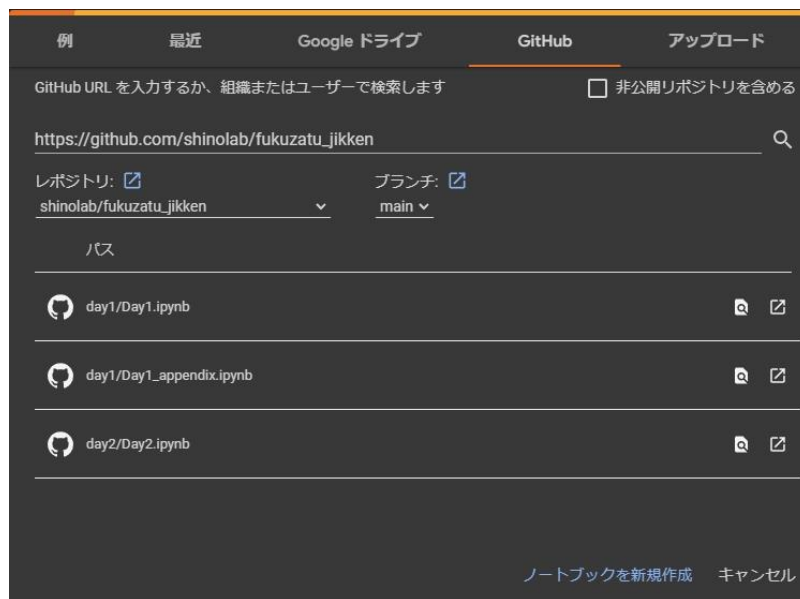 例 最近 Google ドライブ GitHub アップロード
GitHub URL を入力するか、組織またはユーザーで検索します 非公開リポジトリを含める
https://github.com/shinolab/fukuzatu_jikken
レポジトリ: ブランチ:
shinolab/fukuzatu_jikken main
パス
day1/Day1.ipynb
day1/Day1_appendix.ipynb
day2/Day2.ipynb
ノートブックを新規作成 キャンセル